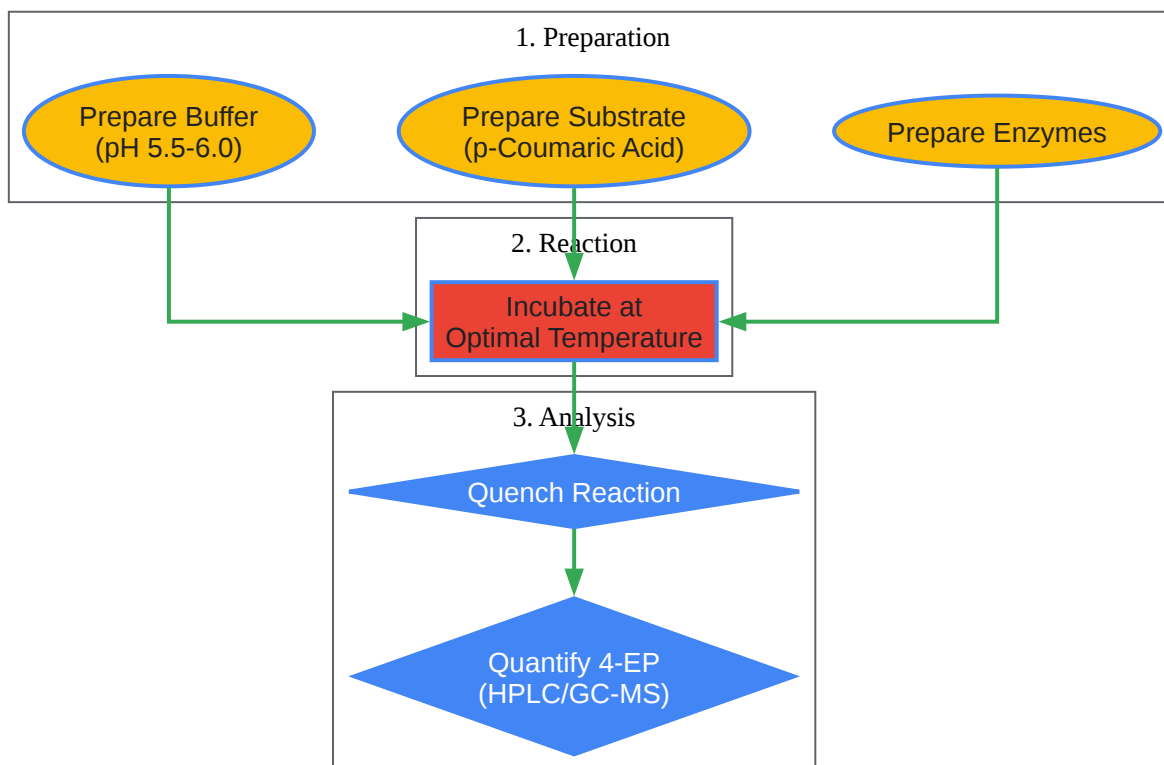 1. Preparation
Prepare Buffer
(pH 5.5-6.0)
Prepare Substrate
(p-Coumaric Acid)
Prepare Enzymes
2. Reaction
Incubate at
Optimal Temperature
3. Analysis
Quench Reaction
Quantify 4-EP
(HPLC/GC-MS)